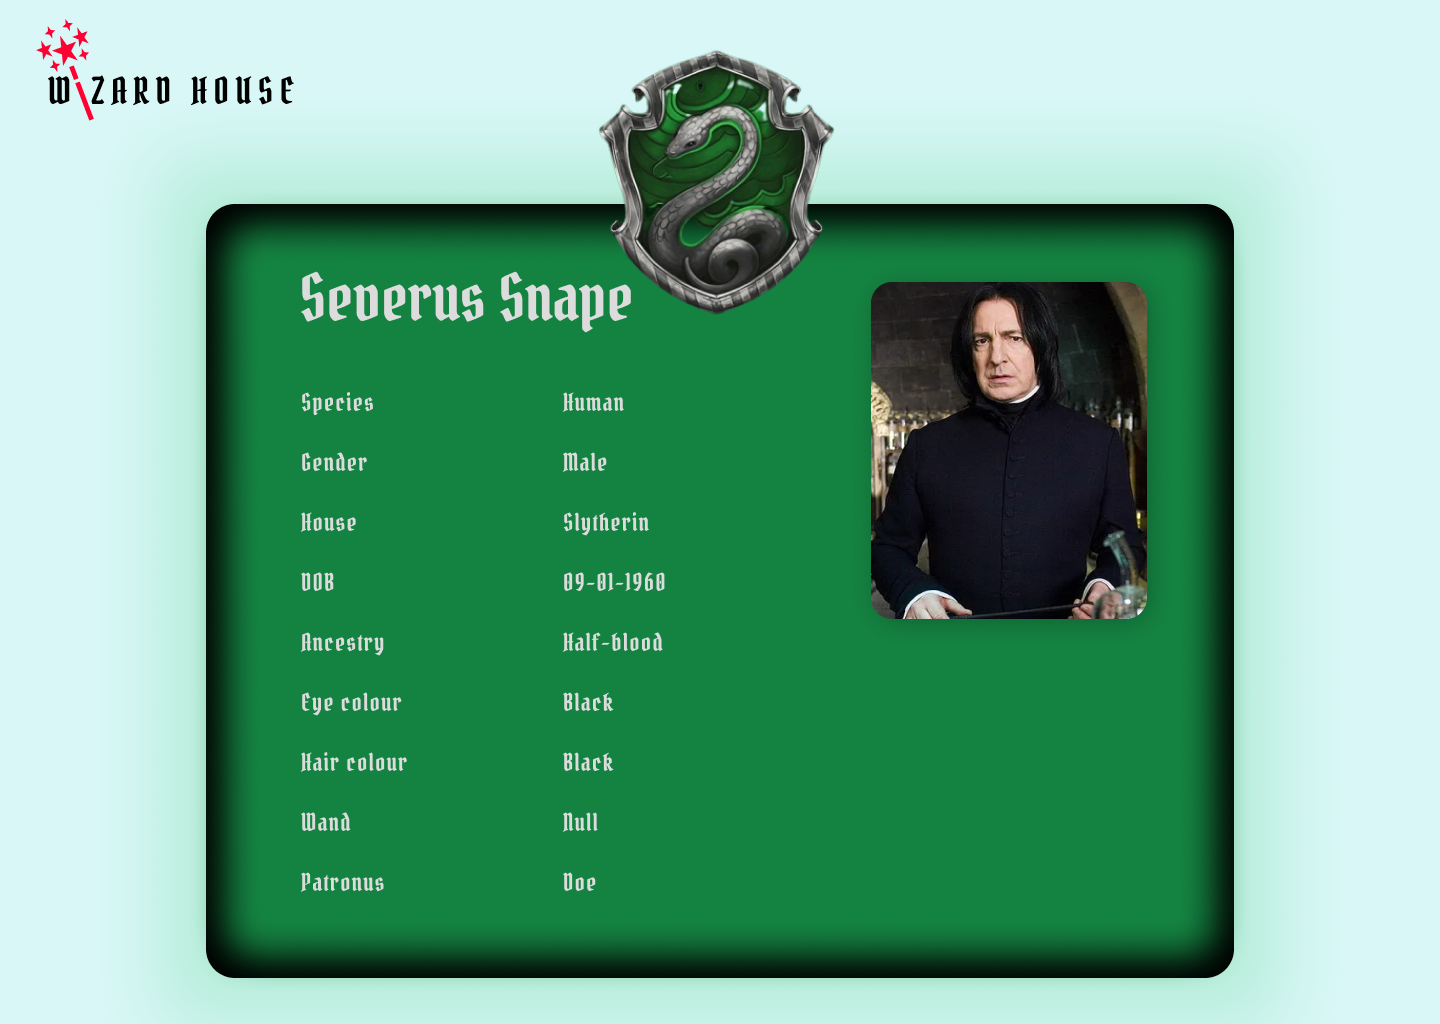 WIZARD HOUSE
Severus Snape
Species Human
Gender Male
House Slytherin
DOB 09-01-1960
Ancestry Half-blood
Eye colour Black
Hair colour Black
Wand Null
Patronus Doe